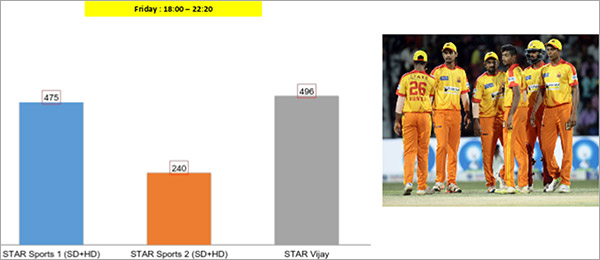 Friday : 18:00 – 22:20
475
240
496
STAR Sports 1 (SD+HD)
STAR Sports 2 (SD+HD)
STAR Vijay
26